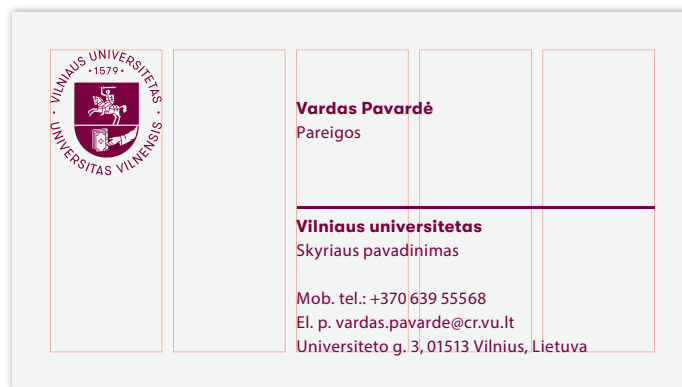 VILNIAUS UNIVERSITETAS
· 1579 ·
UNIVERSITAS VILNENSIS
Vardas Pavardė
Pareigos
Vilniaus universitetas
Skyriaus pavadinimas
Mob. tel.: +370 639 55568
El. p. vardas.pavarde@cr.vu.lt
Universiteto g. 3, 01513 Vilnius, Lietuva